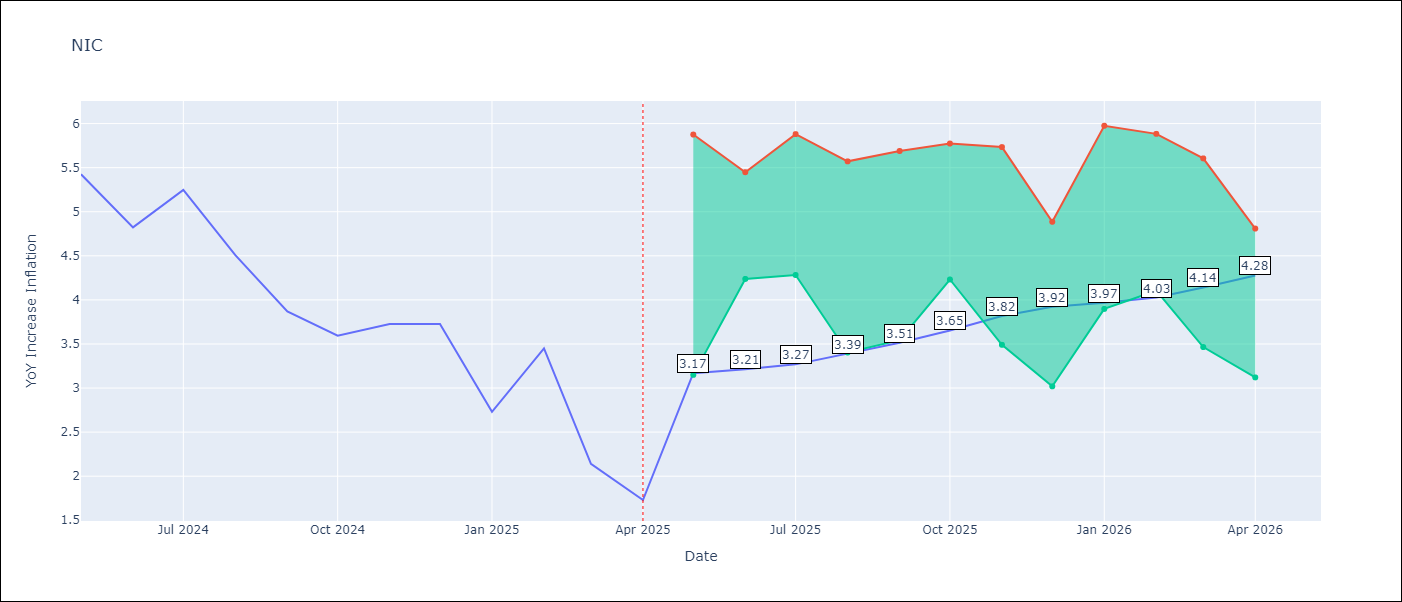 NIC
YoY Increase Inflation
6
5.5
5
4.5
4
3.5
3
2.5
2
1.5
3.17
3.21
3.27
3.39
3.51
3.65
3.82
3.92
3.97
4.03
4.14
4.28
Jul 2024
Oct 2024
Jan 2025
Apr 2025
Jul 2025
Oct 2025
Jan 2026
Apr 2026
Date